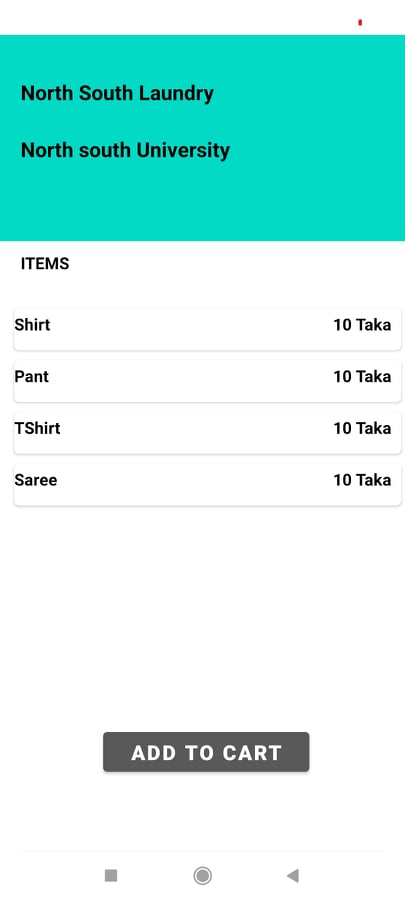 North South Laundry
North south University
ITEMS
Shirt 10 Taka
Pant 10 Taka
TShirt 10 Taka
Saree 10 Taka
ADD TO CART